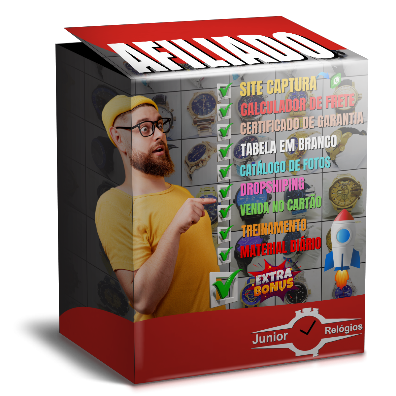 AFILIADO
SITE CAPTURA
CALCULADOR DE FRETE
CERTIFICADO DE GARANTIA
TABELA EM BRANCO
CATÁLOGO DE FOTOS
DROPSHIPING
VENDA NO CARTÃO
TREINAMENTO
MATERIAL BÁSICO
EXTRA
BONUS
Junior Relógios